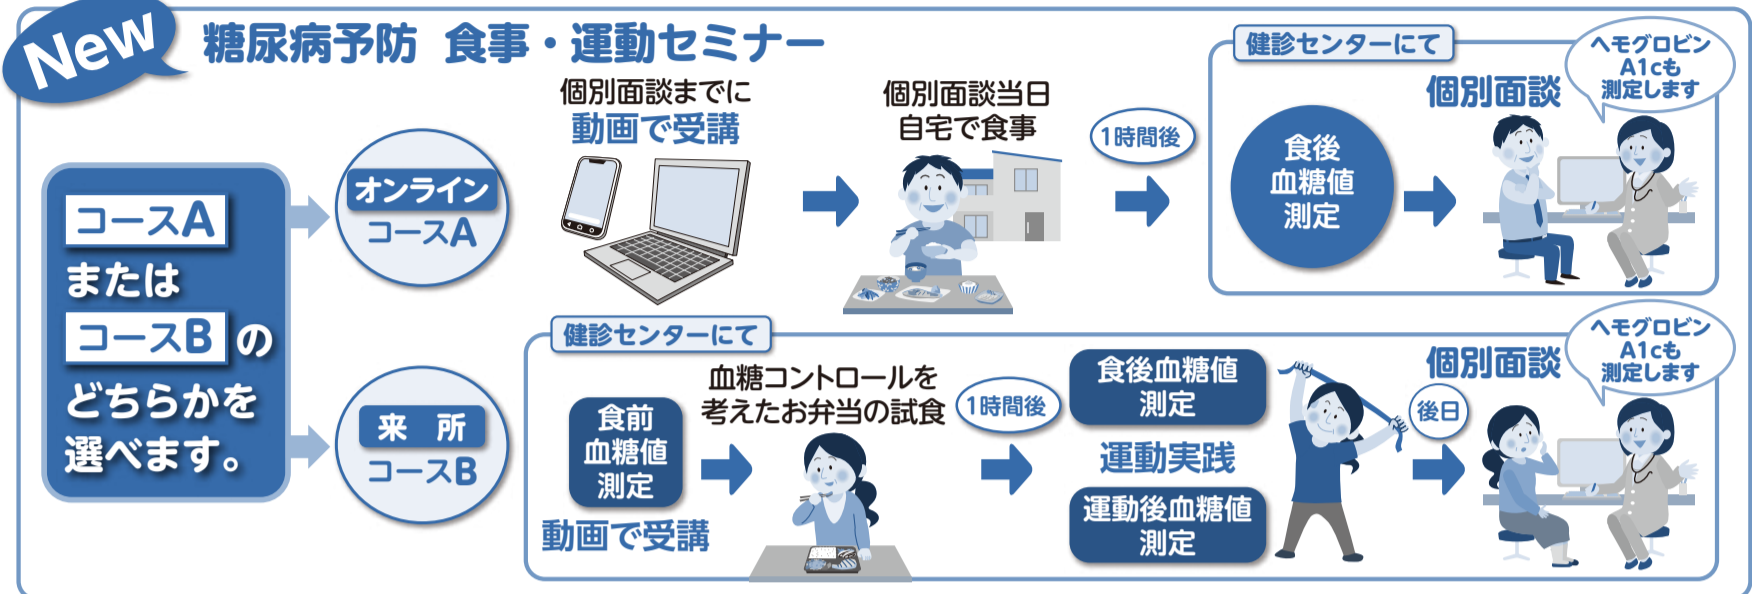 New
糖尿病予防 食事・運動セミナー
コースA
または
コースB の
どちらかを
選べます。
オンライン
コースA
個別面談までに
動画で受講
個別面談当日
自宅で食事
1時間後
健診センターにて
食後
血糖値
測定
個別面談
ヘモグロビン
A1cも
測定します
来 所
コースB
健診センターにて
食前
血糖値
測定
動画で受講
血糖コントロールを
考えたお弁当の試食
1時間後
食後血糖値
測定
運動実践
運動後血糖値
測定
後日
個別面談
ヘモグロビン
A1cも
測定します